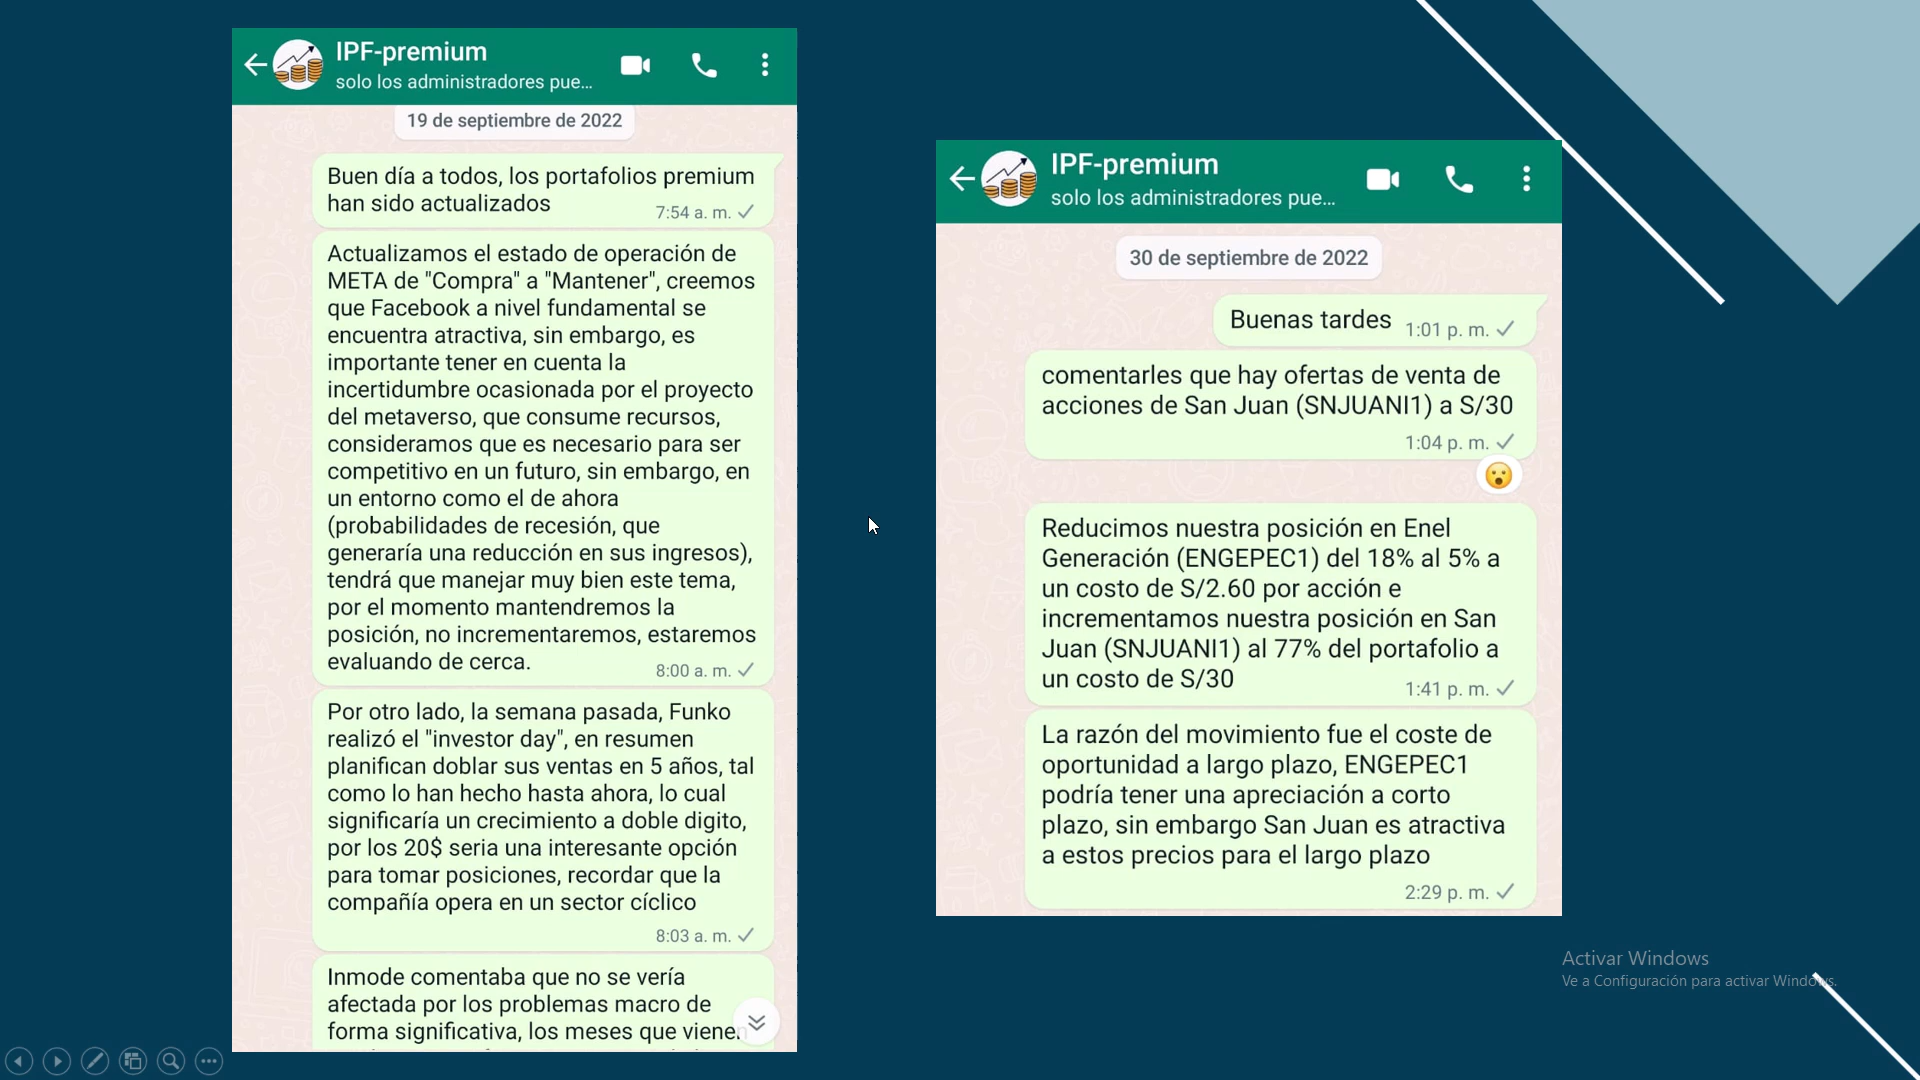 IPF-premium
solo los administradores pue...
19 de septiembre de 2022
Buen día a todos, los portafolios premium
han sido actualizados
7:54 a. m.
Actualizamos el estado de operación de
META de "Compra" a "Mantener", creemos
que Facebook a nivel fundamental se
encuentra atractiva, sin embargo, es
importante tener en cuenta la
incertidumbre ocasionada por el proyecto
del metaverso, que consume recursos,
consideramos que es necesario para ser
competitivo en un futuro, sin embargo, en
un entorno como el de ahora
(probabilidades de recesión, que
generaría una reducción en sus ingresos),
tendrá que manejar muy bien este tema,
por el momento mantendremos la
posición, no incrementaremos, estaremos
evaluando de cerca.
8:00 a. m.
Por otro lado, la semana pasada, Funko
realizó el "investor day", en resumen
planifican doblar sus ventas en 5 años, tal
como lo han hecho hasta ahora, lo cual
significaría un crecimiento a doble digito,
por los 20$ seria una interesante opción
para tomar posiciones, recordar que la
compañía opera en un sector cíclico
8:03 a. m.
Inmode comentaba que no se vería
afectada por los problemas macro de
forma significativa, los meses que vienen
IPF-premium
solo los administradores pue...
30 de septiembre de 2022
Buenas tardes
1:01 p. m.
comentarles que hay ofertas de venta de
acciones de San Juan (SNJUANI1) a S/30
1:04 p. m.
Reducimos nuestra posición en Enel
Generación (ENGEPEC1) del 18% al 5% a
un costo de S/2.60 por acción e
incrementamos nuestra posición en San
Juan (SNJUANI1) al 77% del portafolio a
un costo de S/30
1:41 p. m.
La razón del movimiento fue el coste de
oportunidad a largo plazo, ENGEPEC1
podría tener una apreciación a corto
plazo, sin embargo San Juan es atractiva
a estos precios para el largo plazo
2:29 p. m.
Activar Windows
Ve a Configuración para activar Windows.